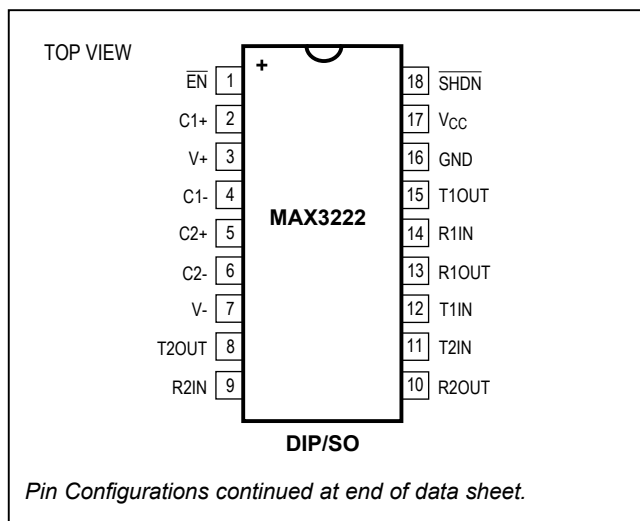 TOP VIEW
+
EN 1
C1+ 2
V+ 3
C1- 4
C2+ 5
C2- 6
V- 7
T2OUT 8
R2IN 9
MAX3222
18 SHDN
17 VCC
16 GND
15 T1OUT
14 R1IN
13 R1OUT
12 T1IN
11 T2IN
10 R2OUT
DIP/SO
Pin Configurations continued at end of data sheet.